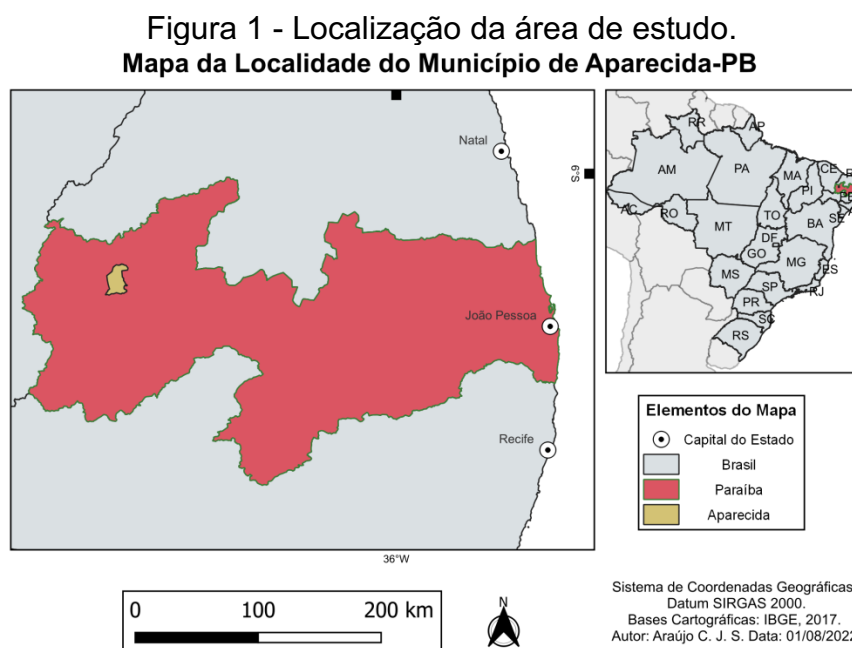 Figura 1 - Localização da área de estudo.
Mapa da Localidade do Município de Aparecida-PB
Natal
João Pessoa
Recife
6°S
36°W
RR
AP
AM
PA
MA
CE
PI
AC
RO
TO
SE
MT
BA
DF
GO
MG
ES
MS
SP
RJ
PR
SC
RS
Elementos do Mapa
Capital do Estado
Brasil
Paraíba
Aparecida
0 100 200 km
N
Sistema de Coordenadas Geográficas
Datum SIRGAS 2000.
Bases Cartográficas: IBGE, 2017.
Autor: Araújo C. J. S. Data: 01/08/2022